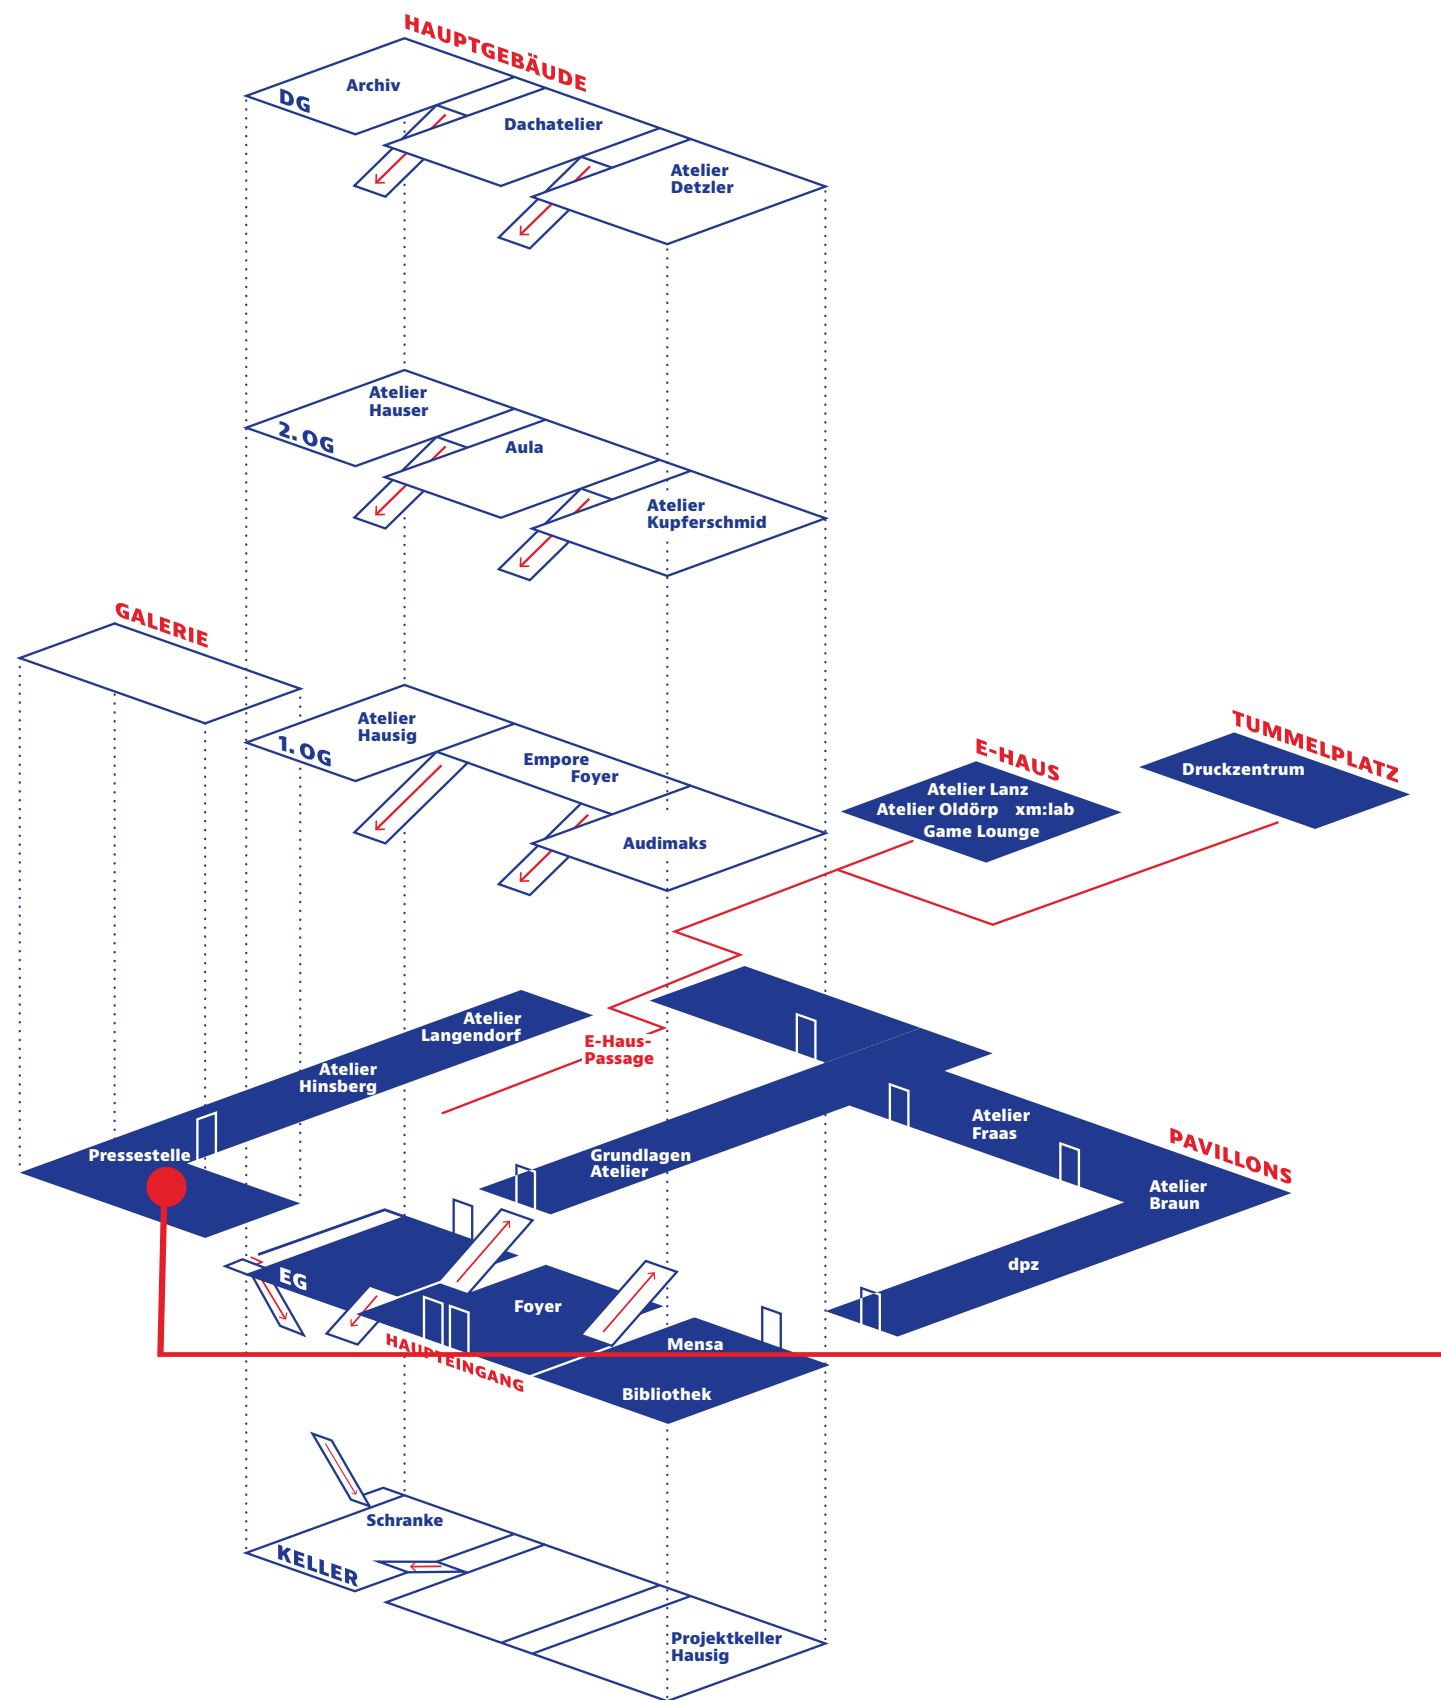 HAUPTGEBÄUDE
Archiv
DG
Dachatelier
Atelier
Detzler
Atelier
Hauser
2. OG
Aula
Atelier
Kupferschmid
GALERIE
Atelier
Hausig
1. OG
Empore
Foyer
Audimaks
E-HAUS
Atelier Lanz
Atelier Oldörp xm:lab
Game Lounge
TUMMELPLATZ
Druckzentrum
Atelier
Langendorf
Atelier
Hinsberg
E-Haus-
Passage
Pressestelle
Grundlagen
Atelier
Atelier
Fraas
PAVILLONS
Atelier
Braun
dpz
EG
Foyer
Mensa
HAUPTEINGANG
Bibliothek
Schranke
KELLER
Projektkeller
Hausig